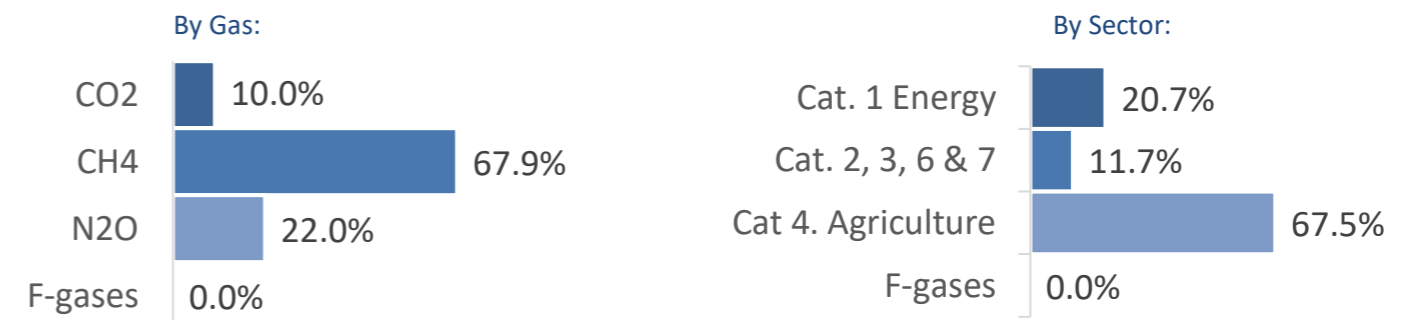 By Gas:
CO2 10.0%
CH4 67.9%
N2O 22.0%
F-gases 0.0%
By Sector:
Cat. 1 Energy 20.7%
Cat. 2, 3, 6 & 7 11.7%
Cat 4. Agriculture 67.5%
F-gases 0.0%